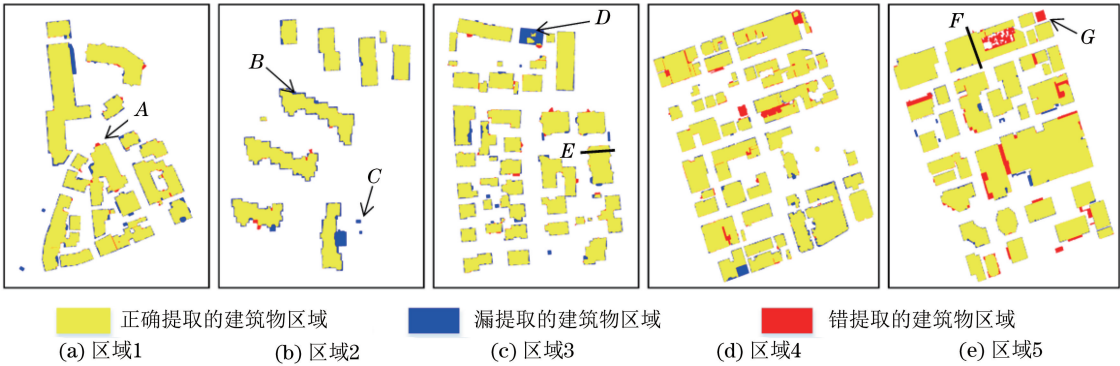 A
B
C
D
E
F
G
正确提取的建筑物区域 漏提取的建筑物区域 错提取的建筑物区域
(a) 区域1 (b) 区域2 (c) 区域3 (d) 区域4 (e) 区域5